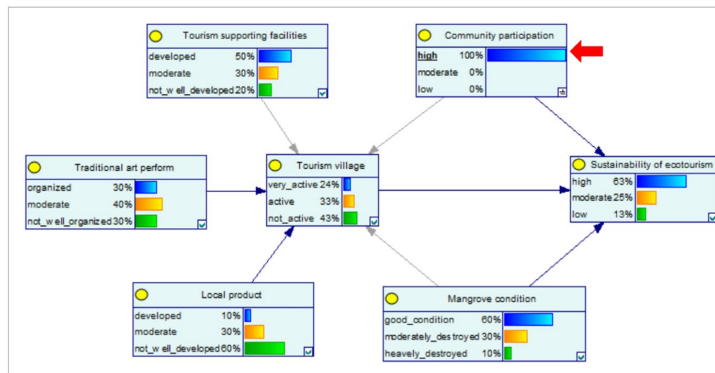 Tourism supporting facilities
developed 50%
moderate 30%
not_well_developed 20%
Community participation
high 100%
moderate 0%
low 0%
Traditional art perform
organized 30%
moderate 40%
not_well_organized 30%
Tourism village
very_active 24%
active 33%
not_active 43%
Sustainability of ecotourism
high 63%
moderate 25%
low 13%
Local product
developed 10%
moderate 30%
not_well_developed 60%
Mangrove condition
good_condition 60%
moderately_destroyed 30%
heavely_destroyed 10%